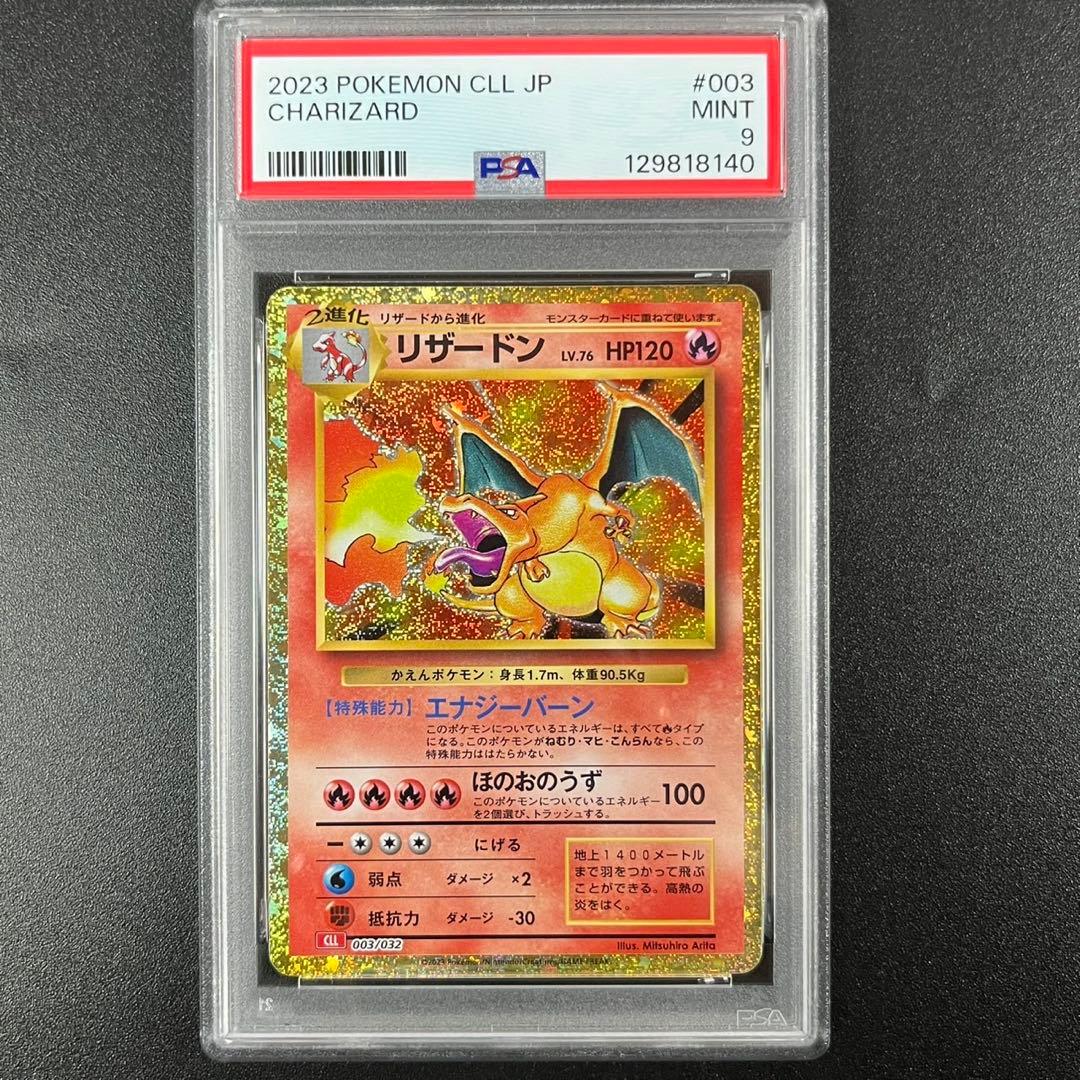 2023 POKEMON CLL JP #003
CHARIZARD MINT
9
PSA 129818140
2進化 リザードから進化 モンスターカードに重ねて使います。
リザードン LV.76 HP120
かえんポケモン：身長1.7m、体重90.5Kg
【特殊能力】エナジーバーン
このポケモンについているエネルギーは、すべてタイプ
になる。このポケモンがねむり・マヒ・こんらんなら、この
特殊能力ははたらかない。
ほのおのうず
このポケモンについているエネルギー 100
を2個選び、トラッシュする。
ー にげる
弱点 ダメージ ×2
抵抗力 ダメージ -30
地上1400メートル
まで羽をつかって飛ぶ
ことができる。高熱の
炎をはく。
CLL 003/032 Illus. Mitsuhiro Arita
©2023 Pokémon/Nintendo/Creatures/GAME FREAK
PSA